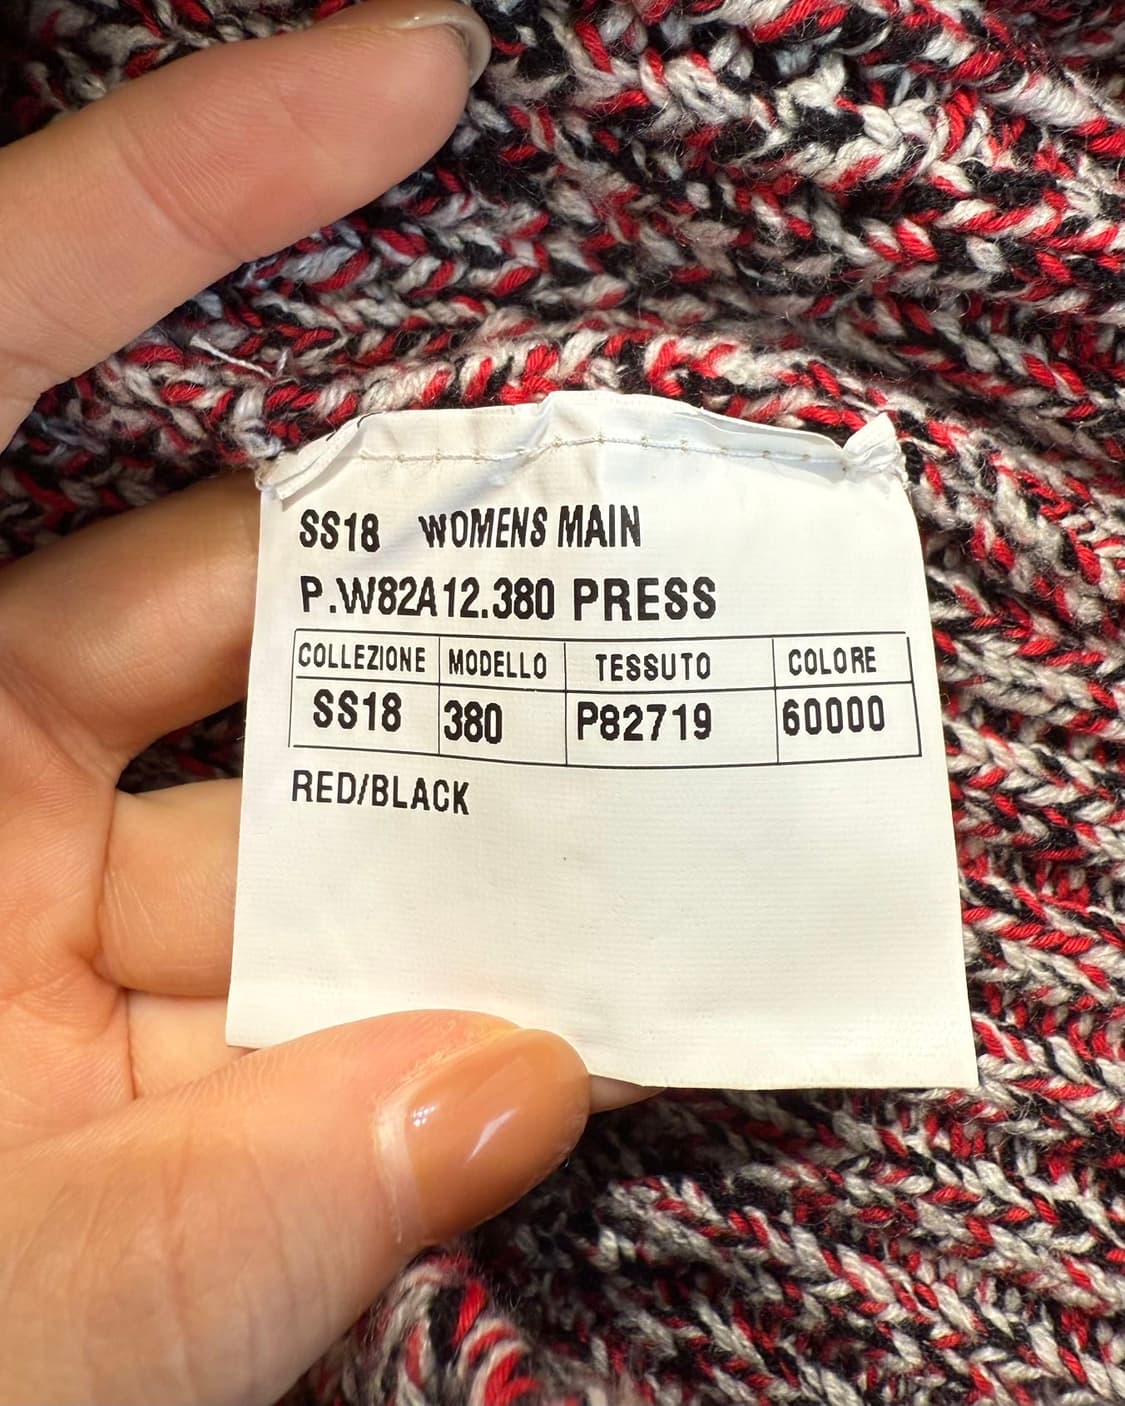 SS18 WOMENS MAIN
P.W82A12.380 PRESS
COLLEZIONE MODELLO TESSUTO COLORE
SS18 380 P82719 60000
RED/BLACK